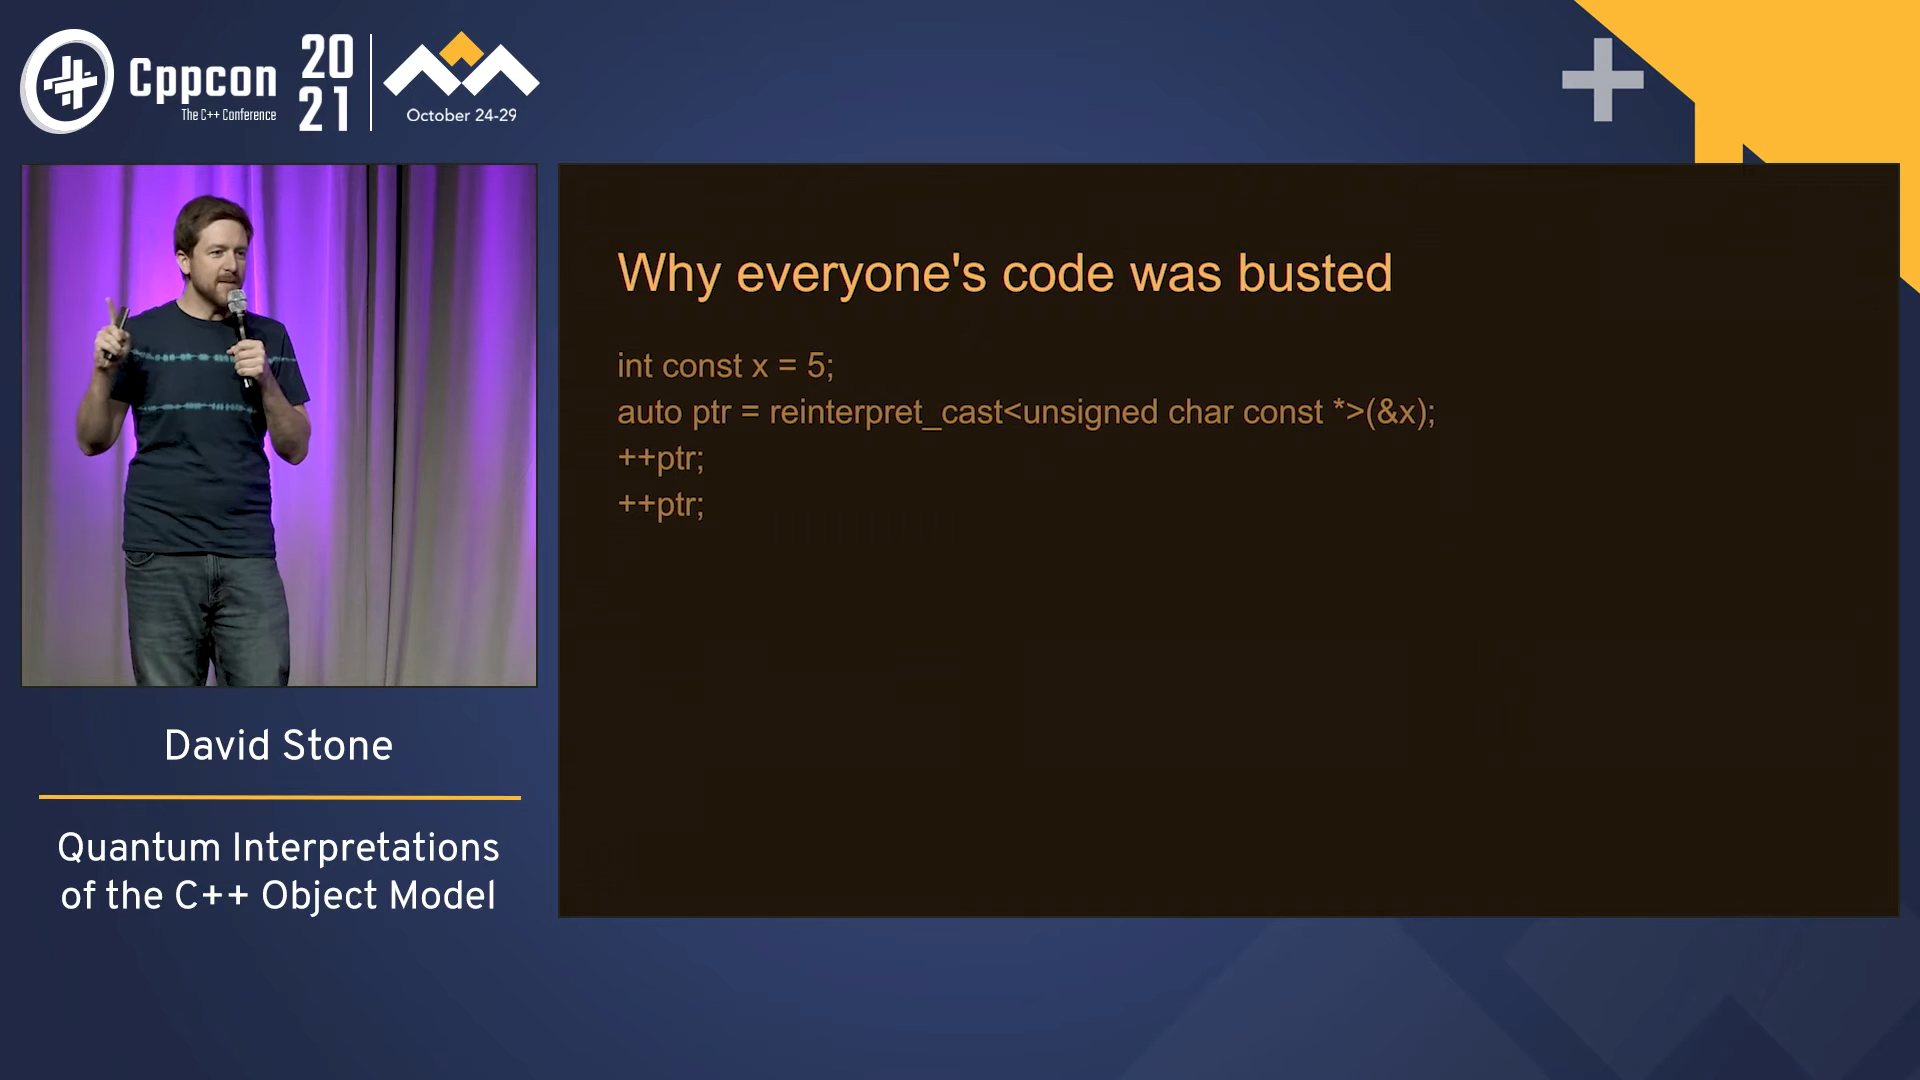 Cppcon
The C++ Conference
20
21
October 24-29
Why everyone's code was busted
int const x = 5;
auto ptr = reinterpret_cast<unsigned char const *>(&x);
++ptr;
++ptr;
David Stone
Quantum Interpretations
of the C++ Object Model